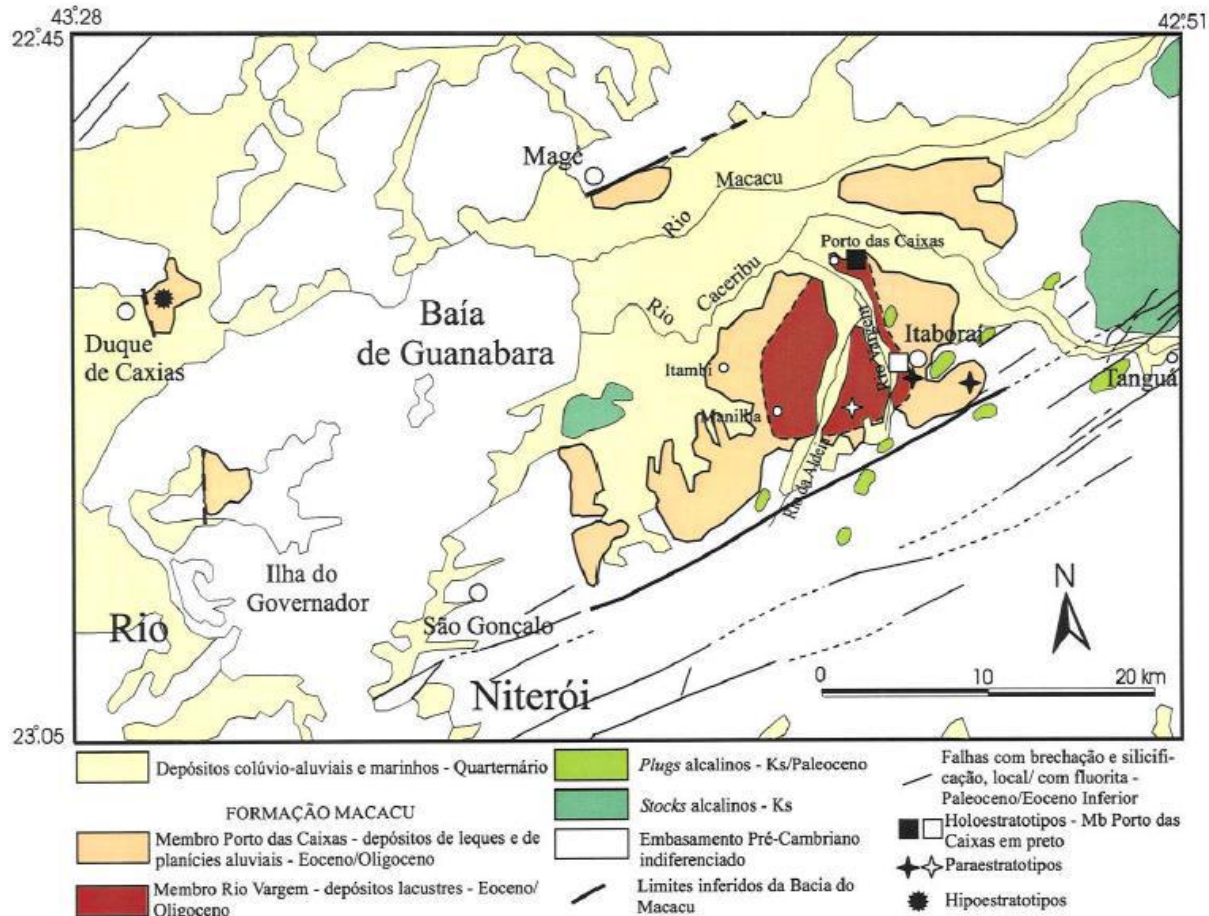 43°28
42°51
22°45
Magé
Macacu
Rio
Porto das Caixas
Caceribu
Rio
Baía
de Guanabara
Duque
de Caxias
Rio Vargem
Itaboraí
Itambí
Tanguá
Manilha
Rio da Aldeia
Ilha do
Governador
N
São Gonçalo
Rio
0 10 20 km
Niterói
23°05
Depósitos colúvio-aluviais e marinhos - Quarternário
FORMAÇÃO MACACU
Membro Porto das Caixas - depósitos de leques e de
planícies aluviais - Eoceno/Oligoceno
Membro Rio Vargem - depósitos lacustres - Eoceno/
Oligoceno
Plugs alcalinos - Ks/Paleoceno
Stocks alcalinos - Ks
Embasamento Pré-Cambriano
indiferenciado
Limites inferidos da Bacia do
Macacu
Falhas com brechação e silicifi-
cação, local/ com fluorita -
Paleoceno/Eoceno Inferior
Holoestratotipos - Mb Porto das
Caixas em preto
Paraestratotipos
Hipoestratotipos